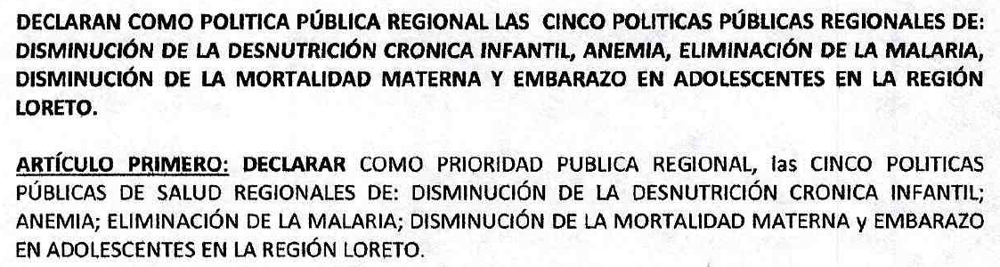 DECLARAN COMO POLITICA PÚBLICA REGIONAL LAS CINCO POLITICAS PÚBLICAS REGIONALES DE:
DISMINUCIÓN DE LA DESNUTRICIÓN CRONICA INFANTIL, ANEMIA, ELIMINACIÓN DE LA MALARIA,
DISMINUCIÓN DE LA MORTALIDAD MATERNA Y EMBARAZO EN ADOLESCENTES EN LA REGIÓN
LORETO.
ARTÍCULO PRIMERO: DECLARAR COMO PRIORIDAD PUBLICA REGIONAL, las CINCO POLITICAS
PÚBLICAS DE SALUD REGIONALES DE: DISMINUCIÓN DE LA DESNUTRICIÓN CRONICA INFANTIL;
ANEMIA; ELIMINACIÓN DE LA MALARIA; DISMINUCIÓN DE LA MORTALIDAD MATERNA y EMBARAZO
EN ADOLESCENTES EN LA REGIÓN LORETO.